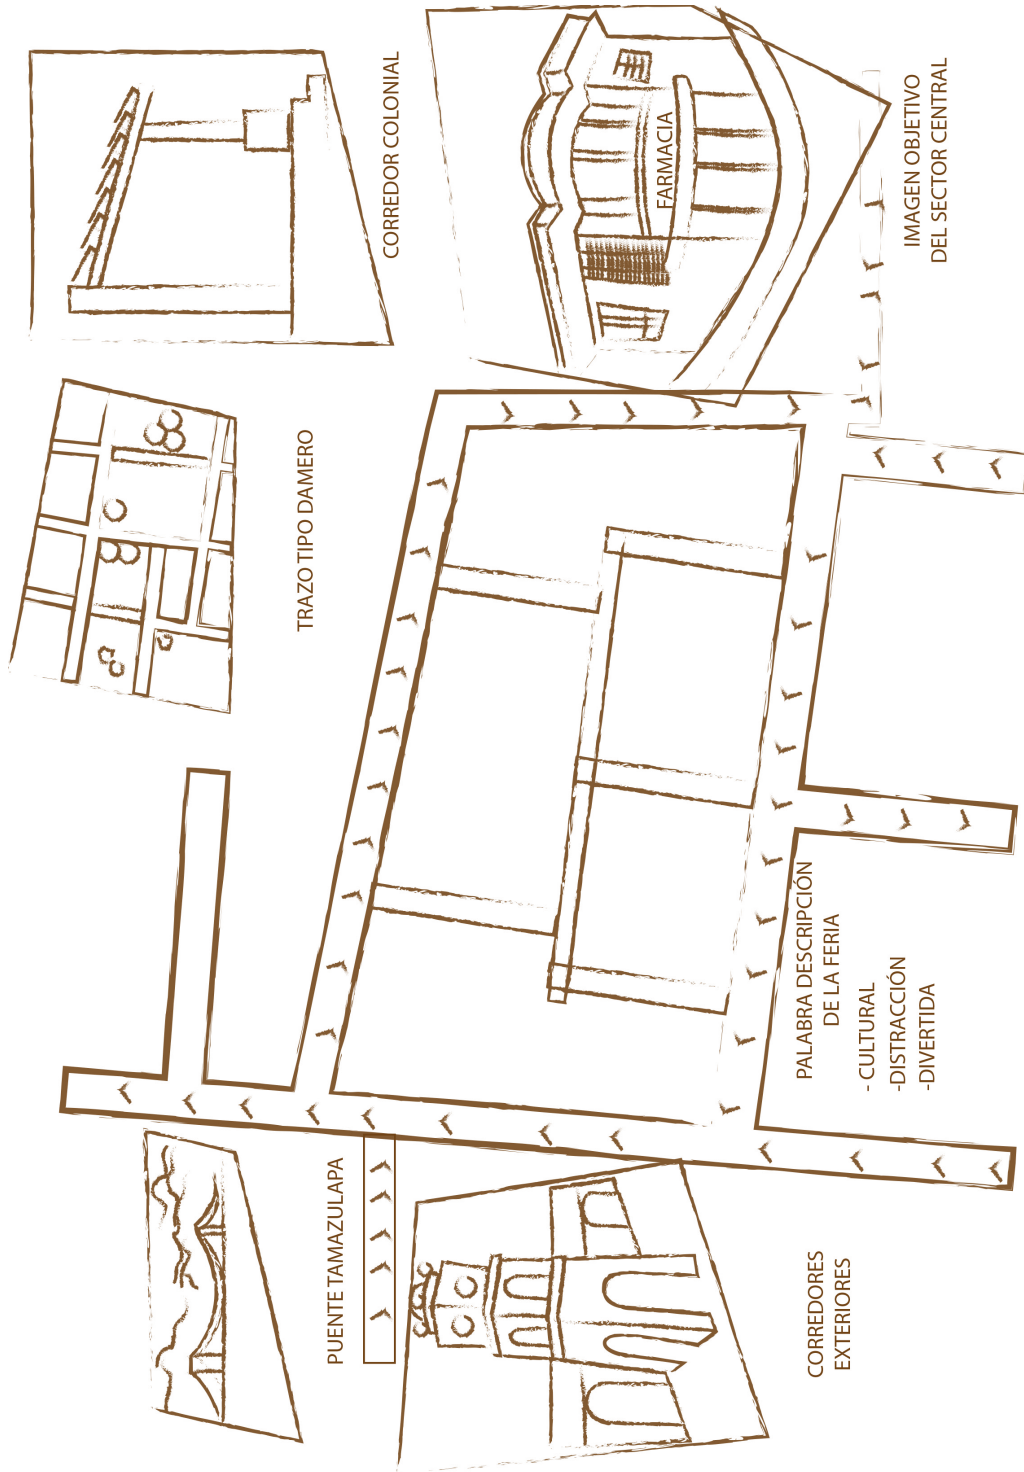 PUENTE TAMAZULAPA
TRAZO TIPO DAMERO
CORREDOR COLONIAL
FARMACIA
CORREDORES
EXTERIORES
PALABRA DESCRIPCIÓN
DE LA FERIA
- CULTURAL
-DISTRACCIÓN
-DIVERTIDA
IMAGEN OBJETIVO
DEL SECTOR CENTRAL